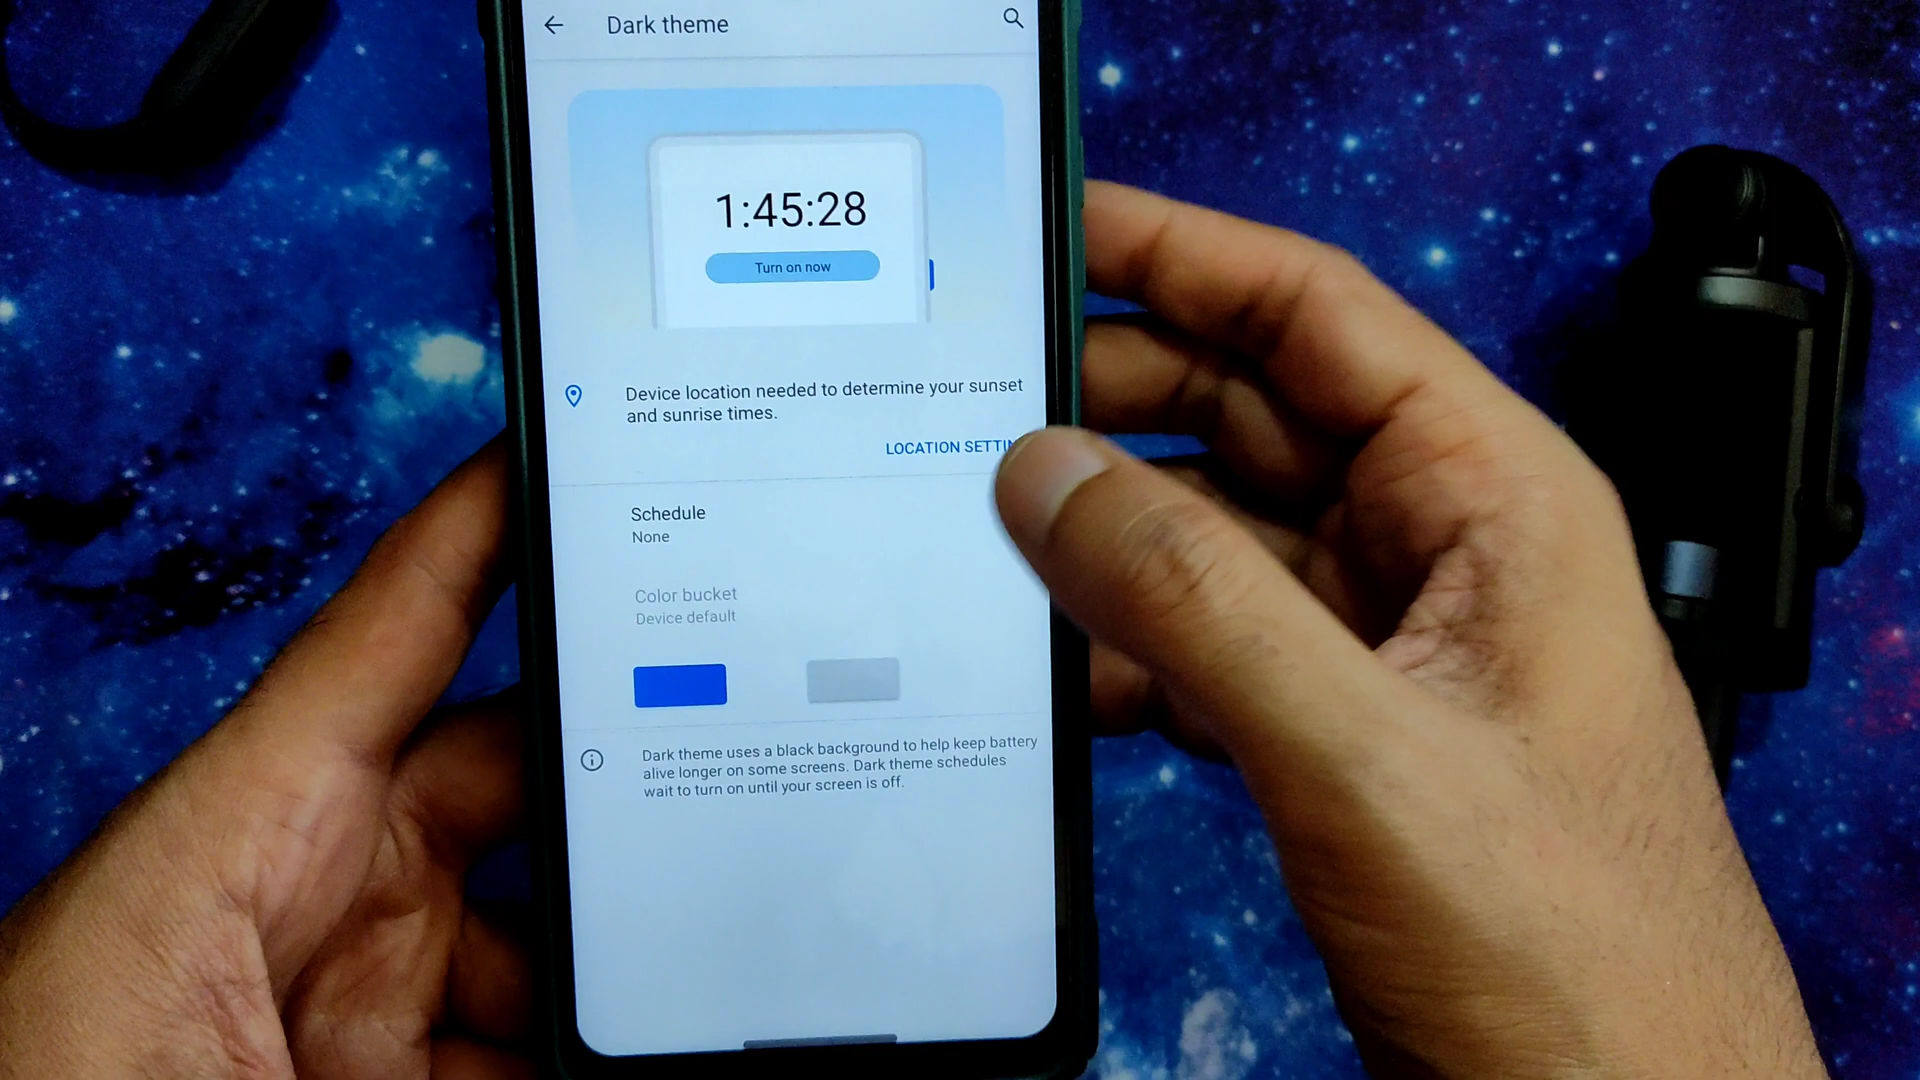 Dark theme
1:45:28
Turn on now
Device location needed to determine your sunset
and sunrise times.
LOCATION
Schedule
None
Color bucket
Device default
Dark theme uses a black background to help keep battery
alive longer on some screens. Dark theme schedules
wait to turn on until your screen is off.